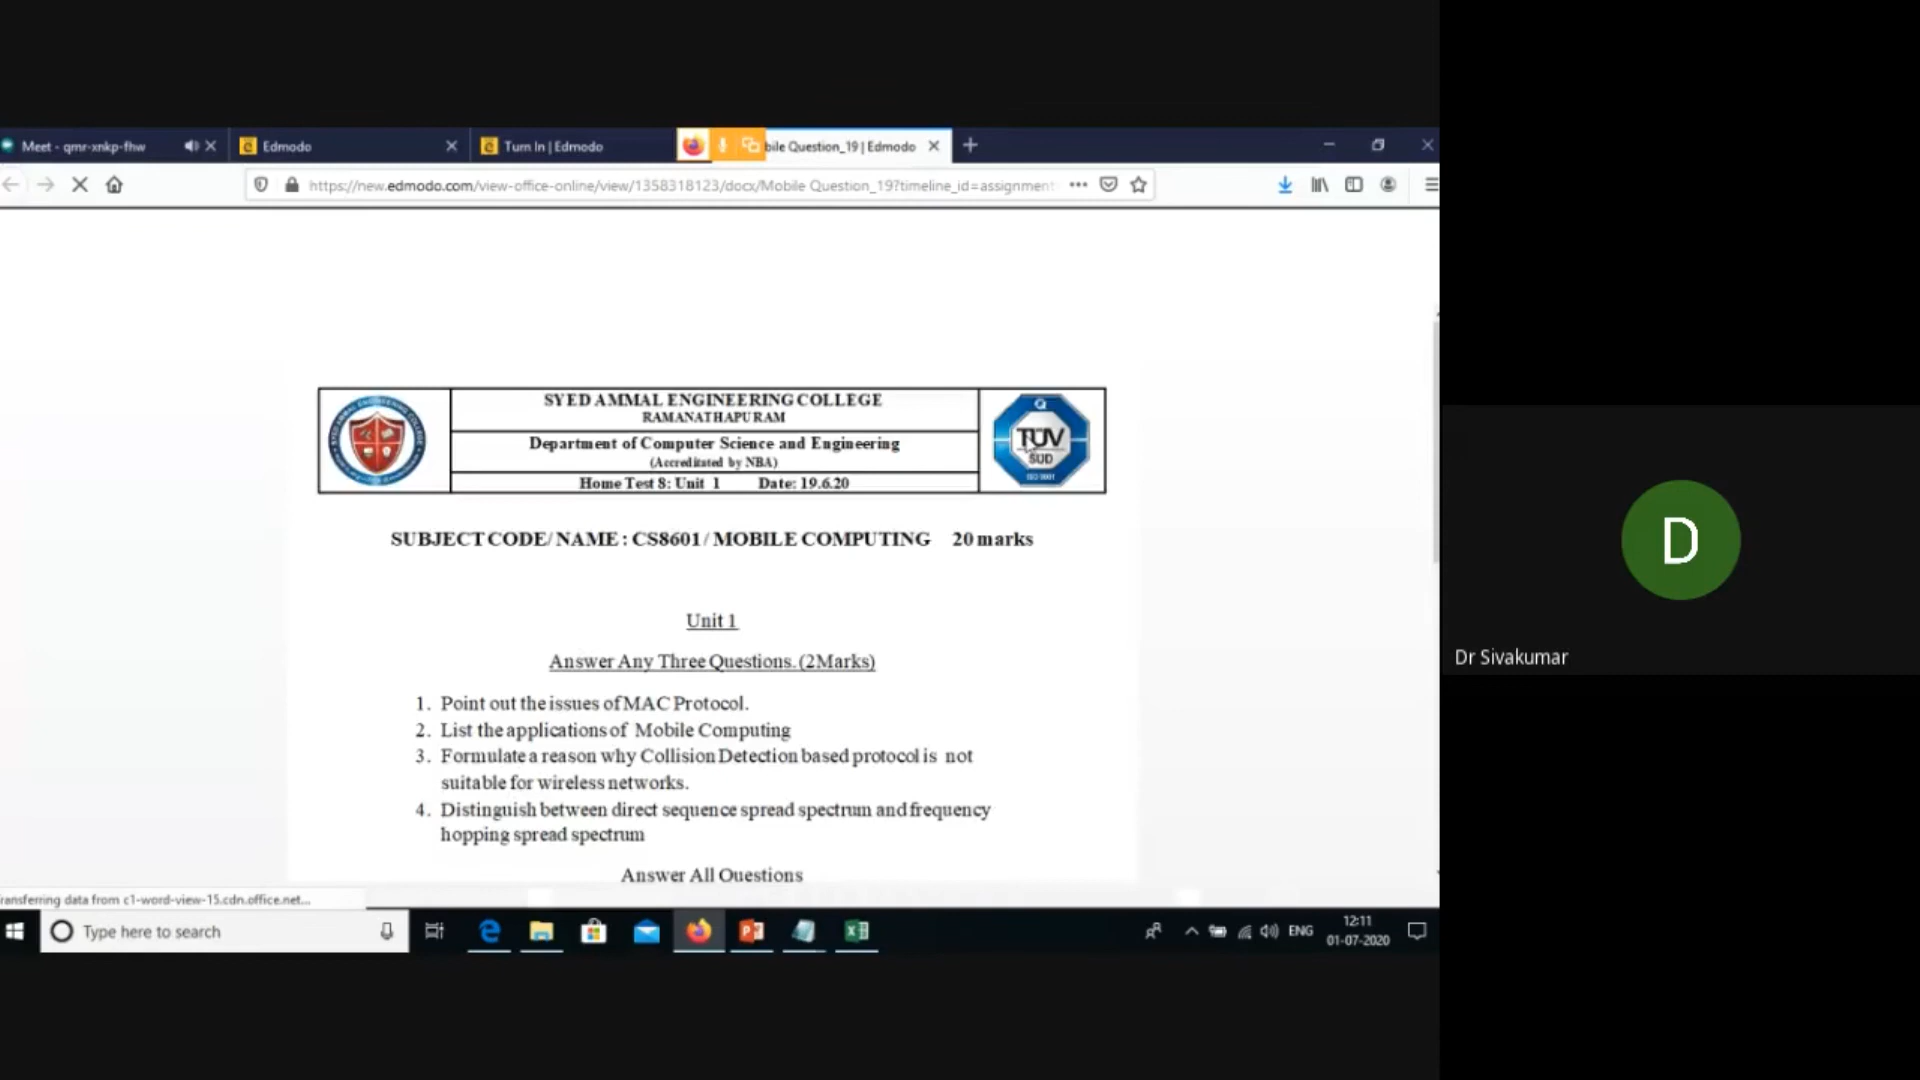 Meet - qmr-xnkp-fhw
Edmodo
Turn In | Edmodo
bile Question_19 | Edmodo
https://new.edmodo.com/view-office-online/view/1358318123/docx/Mobile Question_19?timeline_id=assignment
SYED AMMAL ENGINEERING COLLEGE
RAMANATHAPURAM
Department of Computer Science and Engineering
(Accreditated by NBA)
Home Test 8: Unit 1 Date: 19.6.20
TÜV
SUD
ISO 9001
SUBJECT CODE/ NAME : CS8601 / MOBILE COMPUTING 20 marks
Unit 1
Answer Any Three Questions. (2Marks)
1. Point out the issues of MAC Protocol.
2. List the applications of Mobile Computing
3. Formulate a reason why Collision Detection based protocol is not
suitable for wireless networks.
4. Distinguish between direct sequence spread spectrum and frequency
hopping spread spectrum
Answer All Questions
ransferring data from c1-word-view-15.cdn.office.net...
Type here to search
ENG
12:11
01-07-2020
D
Dr Sivakumar